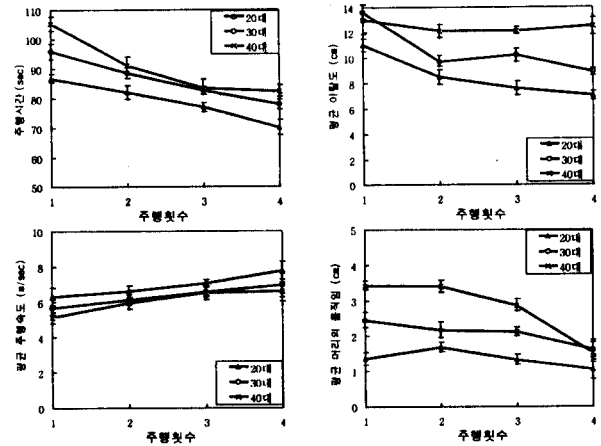 110
100
90
80
70
60
50
주행시간 (sec)
20대
30대
40대
1 2 3 4
주행횟수
14
12
10
8
6
4
2
0
평균 이탈도 (cm)
20대
30대
40대
1 2 3 4
주행횟수
10
8
6
4
2
0
평균 주행속도 (m/sec)
20대
30대
40대
1 2 3 4
주행횟수
5
4
3
2
1
0
평균 머리의 움직임 (cm)
20대
30대
40대
1 2 3 4
주행횟수